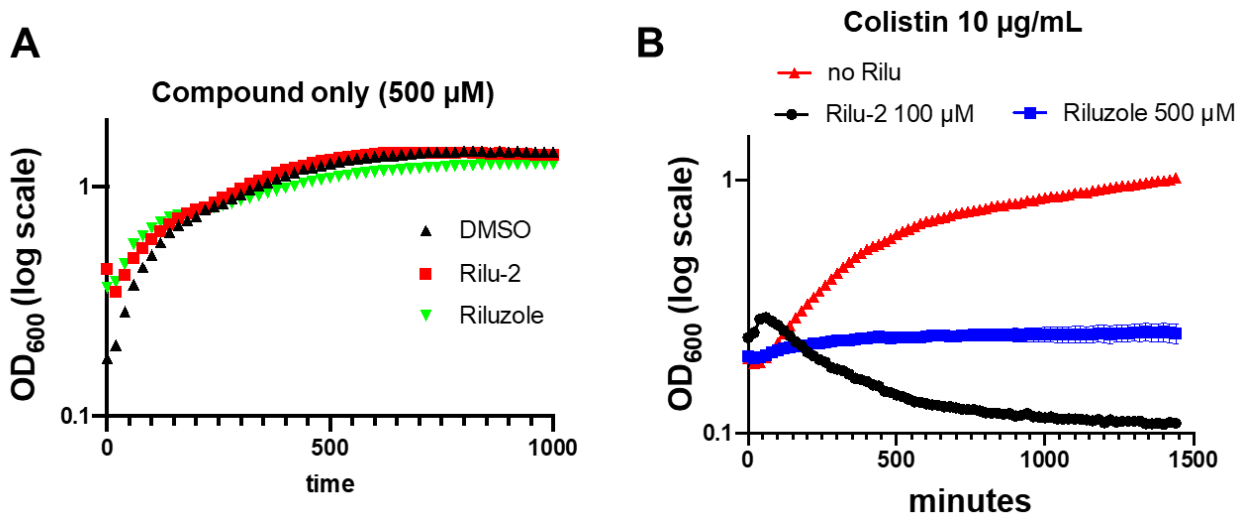 A
Compound only (500 µM)
OD600 (log scale)
1
0.1
DMSO
Rilu-2
Riluzole
0
500
1000
time
B
Colistin 10 µg/mL
no Rilu
Rilu-2 100 µM
Riluzole 500 µM
OD600 (log scale)
1
0.1
0
500
1000
1500
minutes